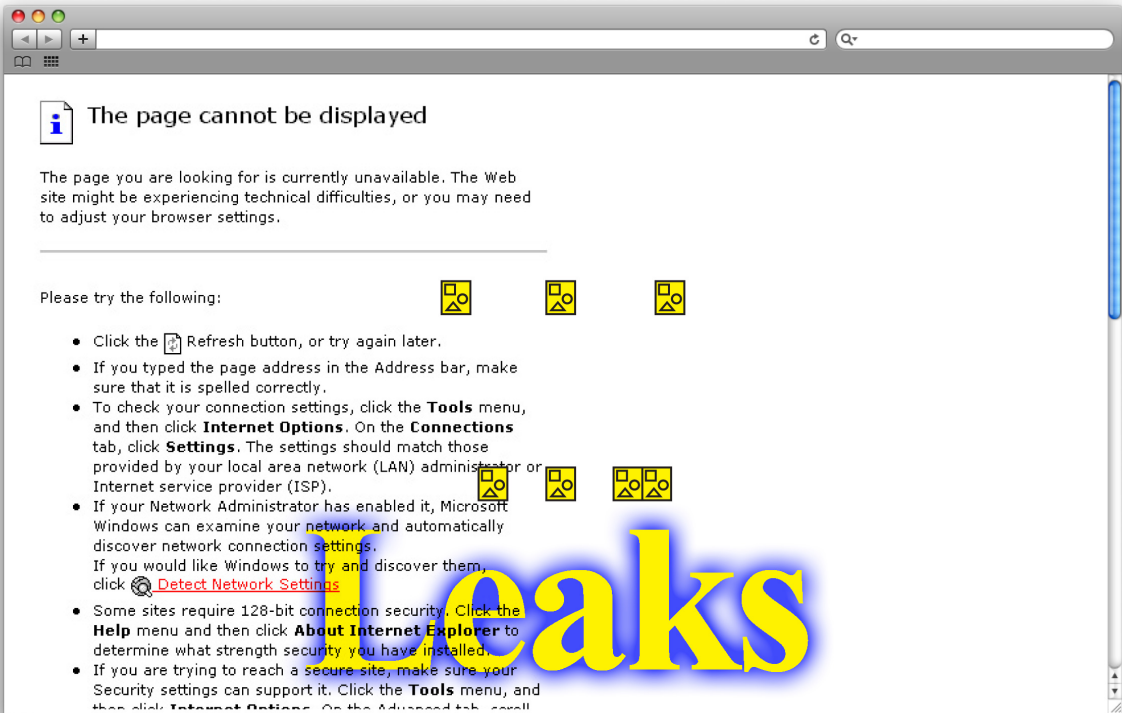 The page cannot be displayed
The page you are looking for is currently unavailable. The Web
site might be experiencing technical difficulties, or you may need
to adjust your browser settings.
Please try the following:
Click the Refresh button, or try again later.
If you typed the page address in the Address bar, make
sure that it is spelled correctly.
To check your connection settings, click the Tools menu,
and then click Internet Options. On the Connections
tab, click Settings. The settings should match those
provided by your local area network (LAN) administrator or
Internet service provider (ISP).
If your Network Administrator has enabled it, Microsoft
Windows can examine your network and automatically
discover network connection settings.
If you would like Windows to try and discover them,
click Detect Network Settings
Some sites require 128-bit connection security. Click the
Help menu and then click About Internet Explorer to
determine what strength security you have installed.
If you are trying to reach a secure site, make sure your
Security settings can support it. Click the Tools menu, and
then click Internet Options. On the Advanced tab, scroll
Leaks